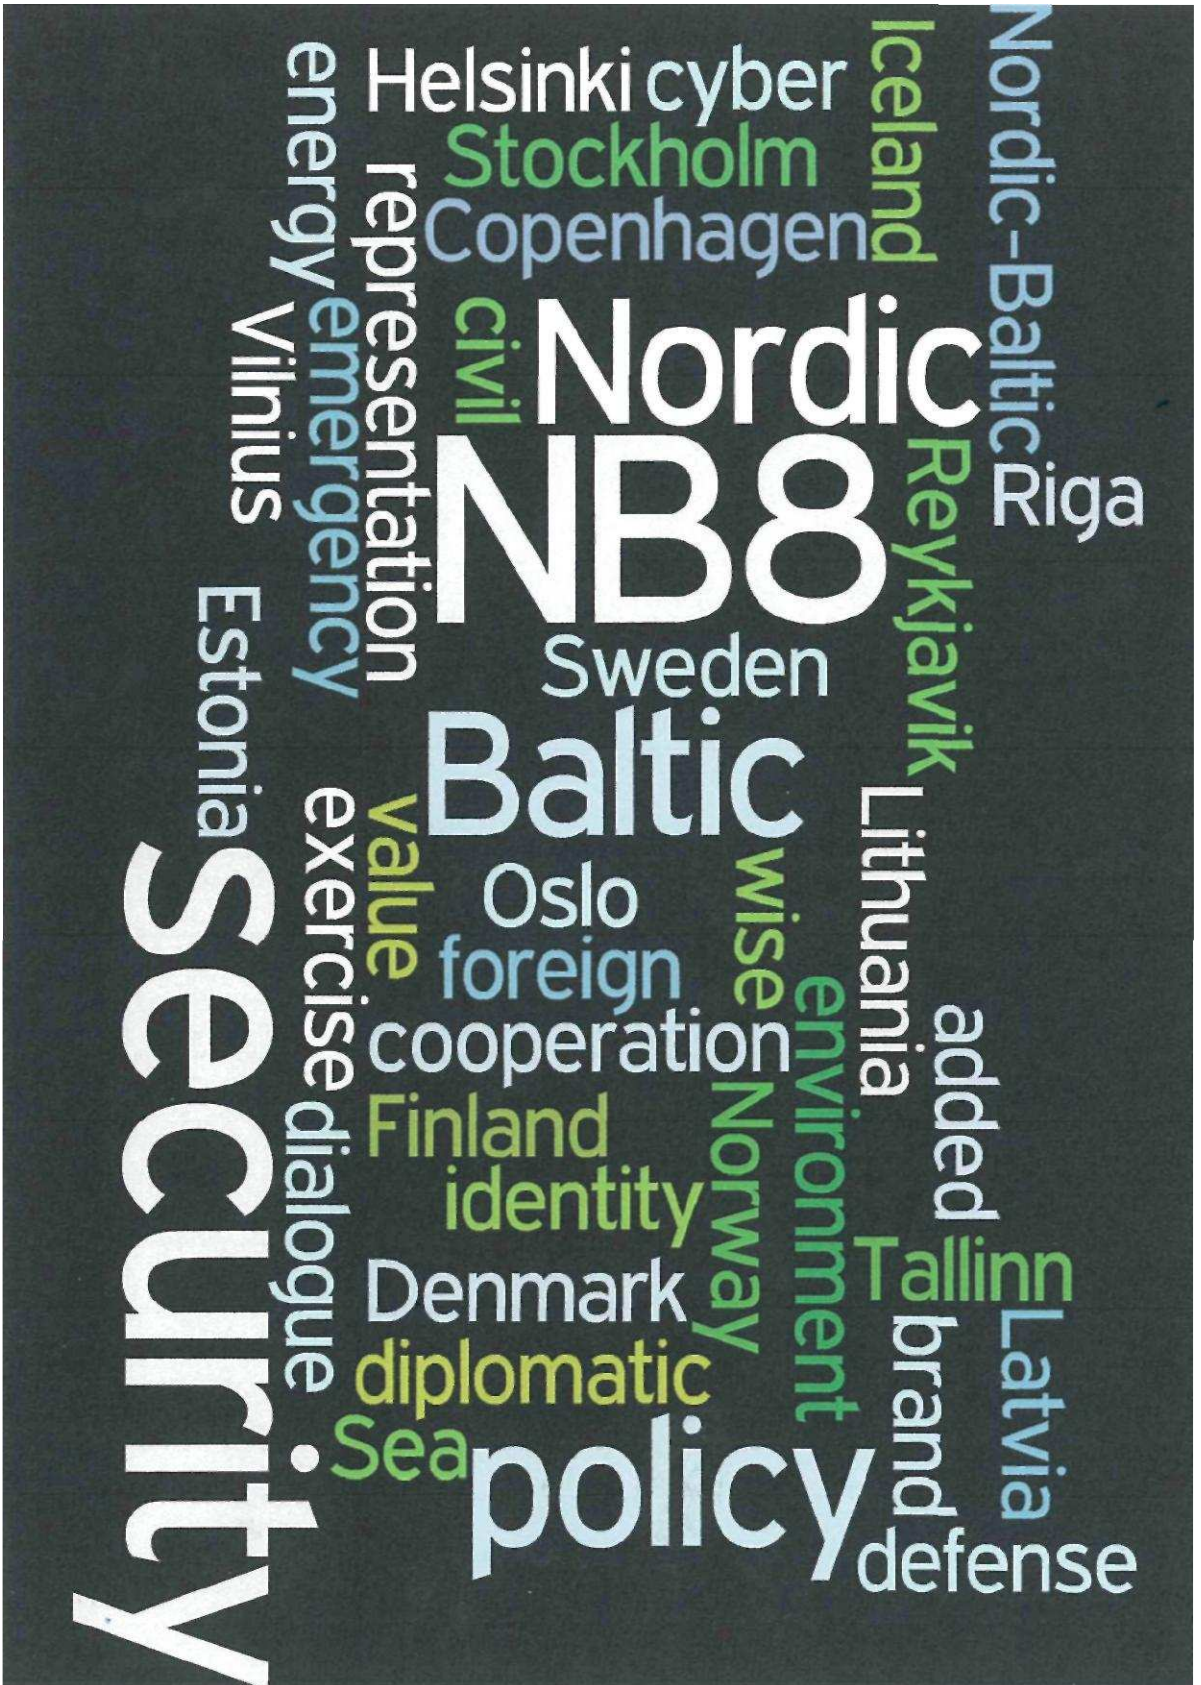 Helsinki
cyber
Iceland
Nordic-Baltic
energy
Stockholm
representation
Copenhagen
civil
Nordic
emergency
Vilnius
NB8
Reykjavik
Riga
Estonia
Sweden
Baltic
exercise
value
Lithuania
Oslo
wise
Security
foreign
environment
cooperation
added
Finland
Norway
dialogue
identity
Tallinn
Denmark
brand
Latvia
diplomatic
Sea
policy
defense